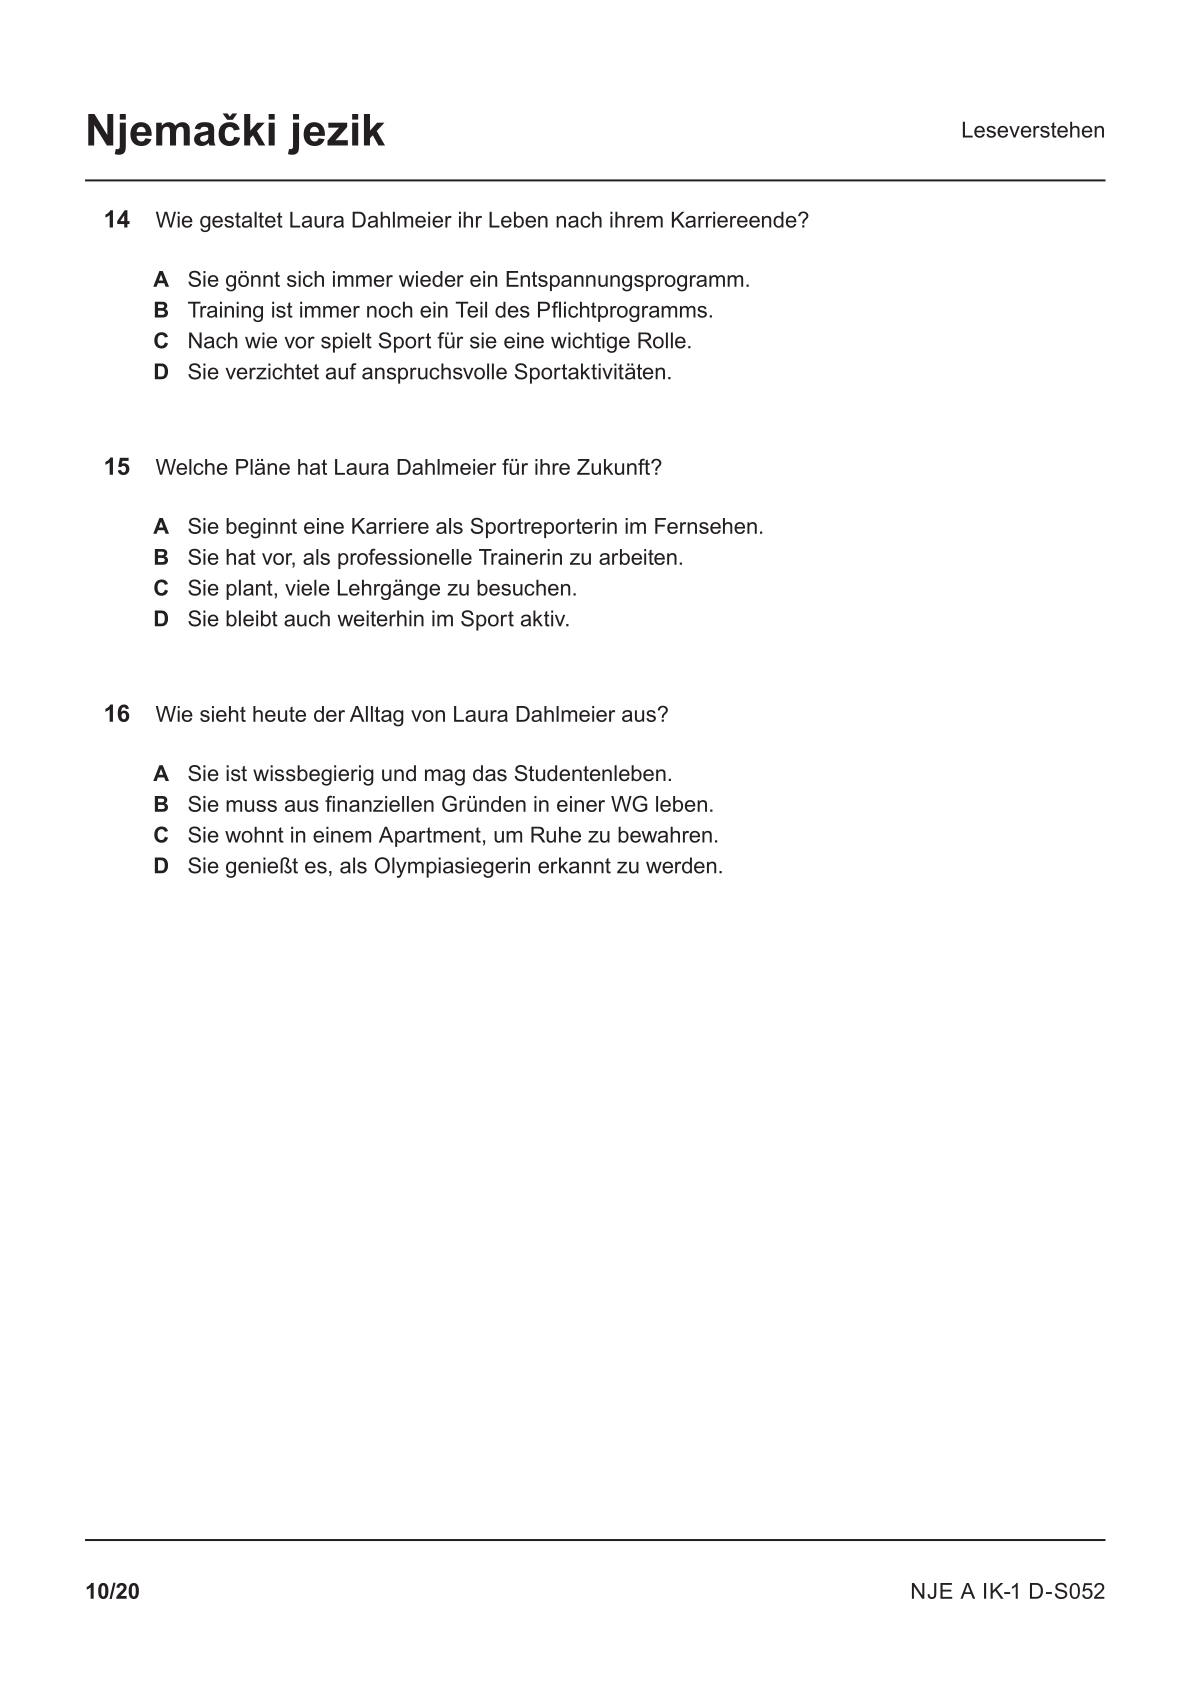 Njemački jezik
Leseverstehen
14 Wie gestaltet Laura Dahlmeier ihr Leben nach ihrem Karriereende?
A Sie gönnt sich immer wieder ein Entspannungsprogramm.
B Training ist immer noch ein Teil des Pflichtprogramms.
C Nach wie vor spielt Sport für sie eine wichtige Rolle.
D Sie verzichtet auf anspruchsvolle Sportaktivitäten.
15 Welche Pläne hat Laura Dahlmeier für ihre Zukunft?
A Sie beginnt eine Karriere als Sportreporterin im Fernsehen.
B Sie hat vor, als professionelle Trainerin zu arbeiten.
C Sie plant, viele Lehrgänge zu besuchen.
D Sie bleibt auch weiterhin im Sport aktiv.
16 Wie sieht heute der Alltag von Laura Dahlmeier aus?
A Sie ist wissbegierig und mag das Studentenleben.
B Sie muss aus finanziellen Gründen in einer WG leben.
C Sie wohnt in einem Apartment, um Ruhe zu bewahren.
D Sie genießt es, als Olympiasiegerin erkannt zu werden.
10/20
NJE A IK-1 D-S052